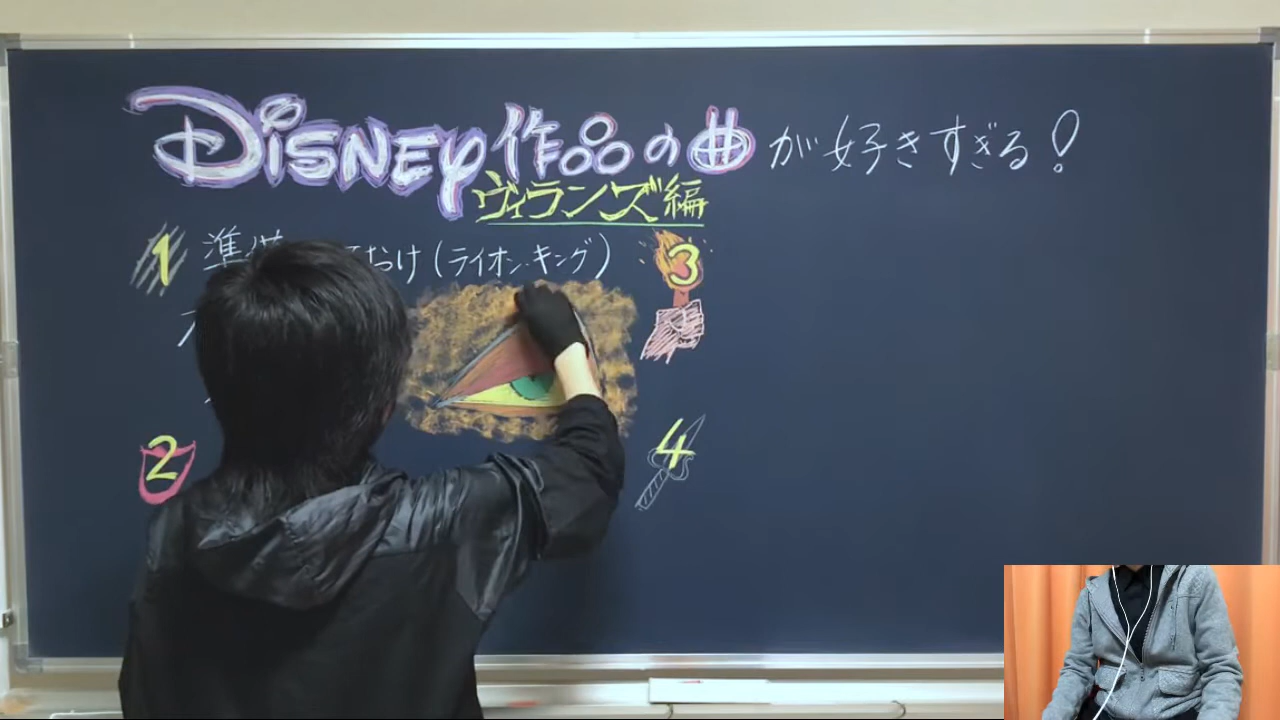 Disney作品の曲が好きすぎる!
ヴィランズ編
1 準備 ておけ(ライオン・キング)
3
2
4